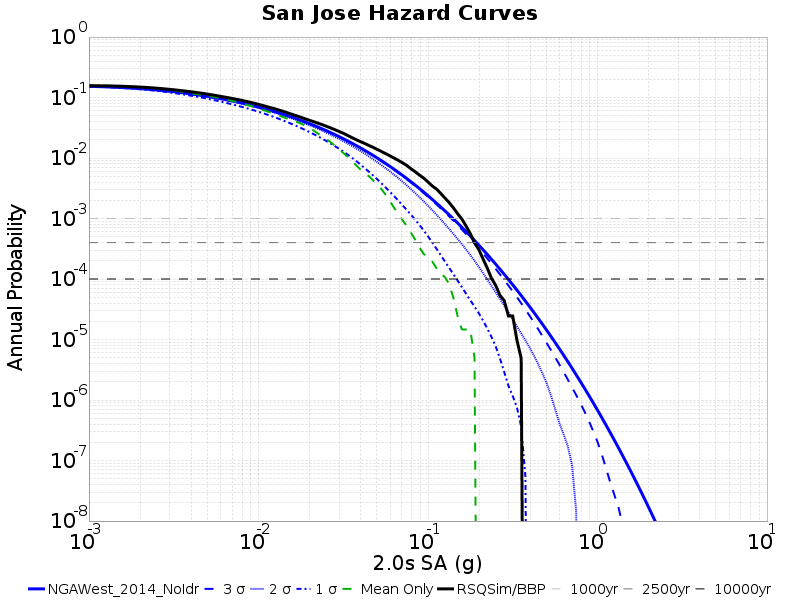 San Jose Hazard Curves
10^0
10^-1
10^-2
10^-3
10^-4
10^-5
10^-6
10^-7
10^-8
Annual Probability
10^-3 10^-2 10^-1 10^0 10^1
2.0s SA (g)
NGAWest_2014_NoIdr 3 σ 2 σ 1 σ Mean Only RSQSim/BBP 1000yr 2500yr 10000yr